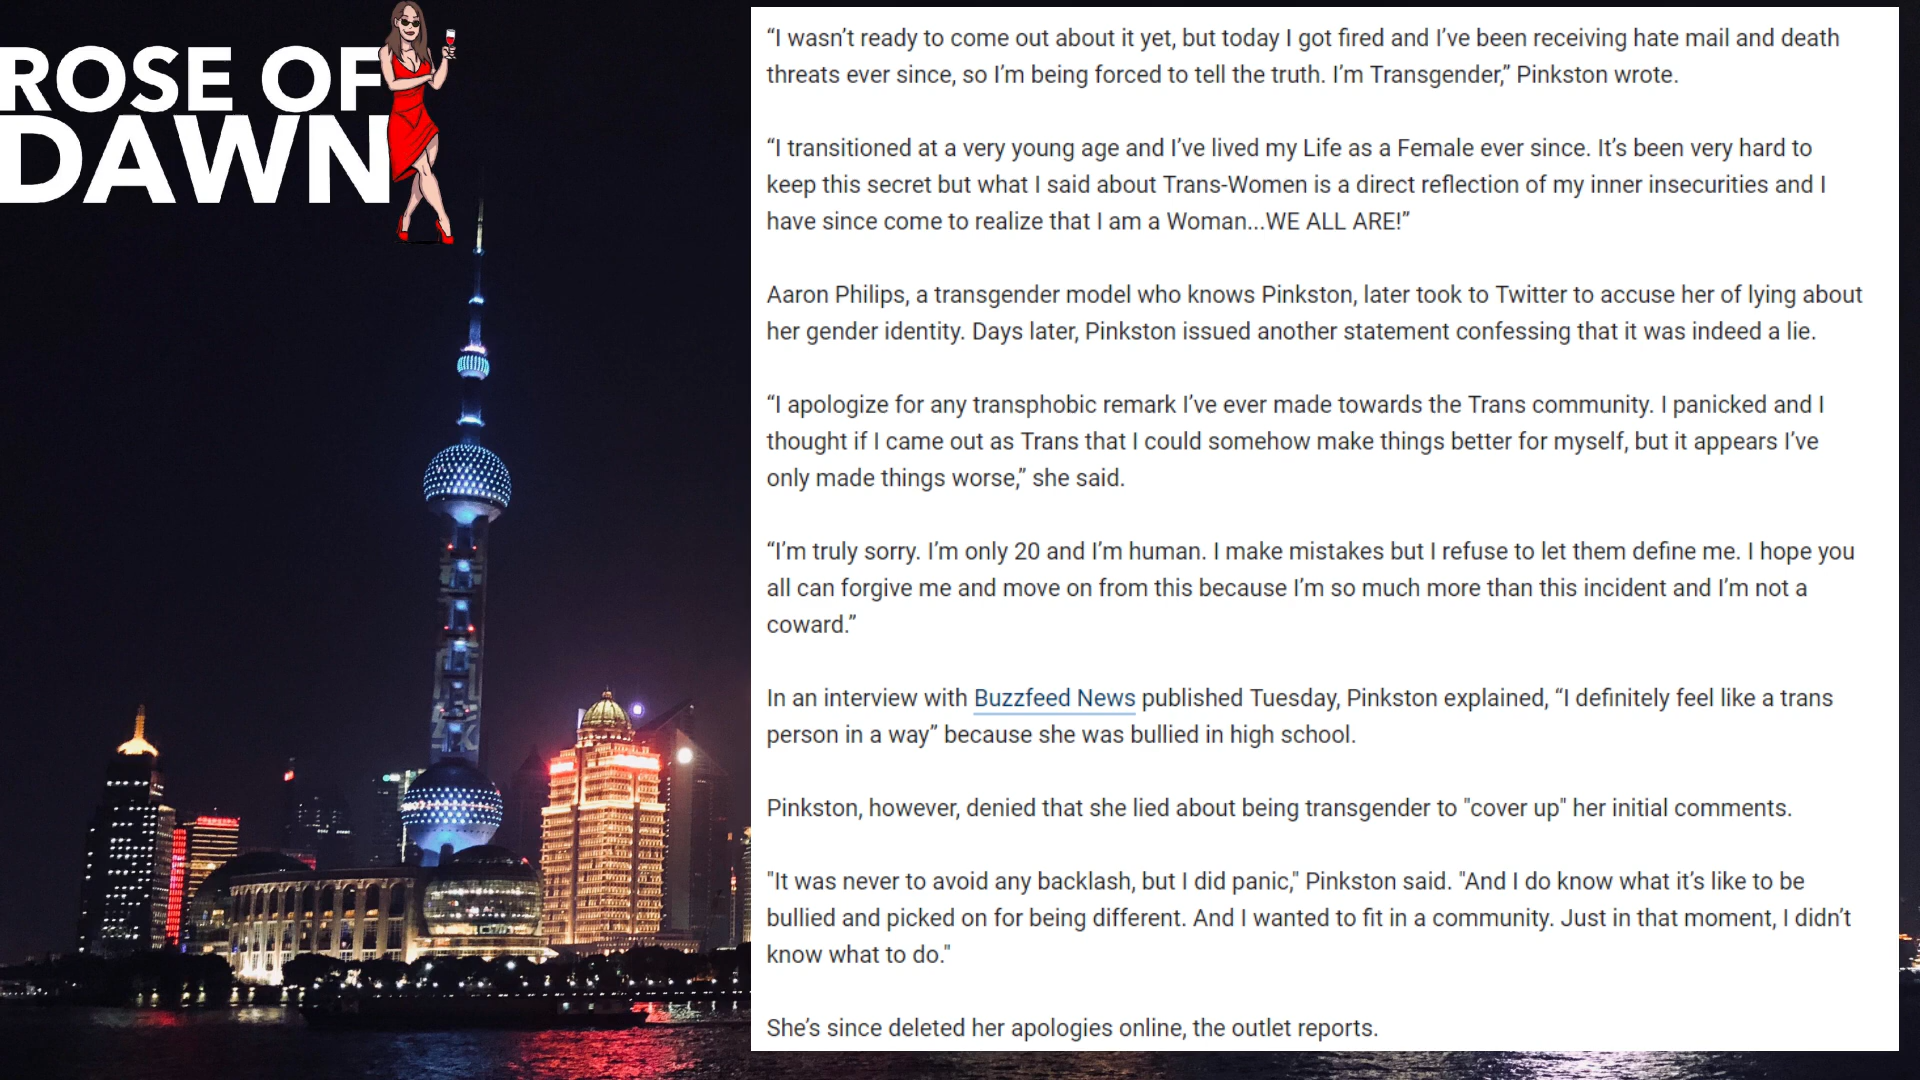 ROSE OF
DAWN
“I wasn’t ready to come out about it yet, but today I got fired and I’ve been receiving hate mail and death
threats ever since, so I’m being forced to tell the truth. I’m Transgender,” Pinkston wrote.
“I transitioned at a very young age and I’ve lived my Life as a Female ever since. It’s been very hard to
keep this secret but what I said about Trans-Women is a direct reflection of my inner insecurities and I
have since come to realize that I am a Woman...WE ALL ARE!”
Aaron Philips, a transgender model who knows Pinkston, later took to Twitter to accuse her of lying about
her gender identity. Days later, Pinkston issued another statement confessing that it was indeed a lie.
“I apologize for any transphobic remark I’ve ever made towards the Trans community. I panicked and I
thought if I came out as Trans that I could somehow make things better for myself, but it appears I’ve
only made things worse,” she said.
“I’m truly sorry. I’m only 20 and I’m human. I make mistakes but I refuse to let them define me. I hope you
all can forgive me and move on from this because I’m so much more than this incident and I’m not a
coward.”
In an interview with Buzzfeed News published Tuesday, Pinkston explained, “I definitely feel like a trans
person in a way” because she was bullied in high school.
Pinkston, however, denied that she lied about being transgender to "cover up" her initial comments.
"It was never to avoid any backlash, but I did panic," Pinkston said. "And I do know what it’s like to be
bullied and picked on for being different. And I wanted to fit in a community. Just in that moment, I didn’t
know what to do."
She’s since deleted her apologies online, the outlet reports.